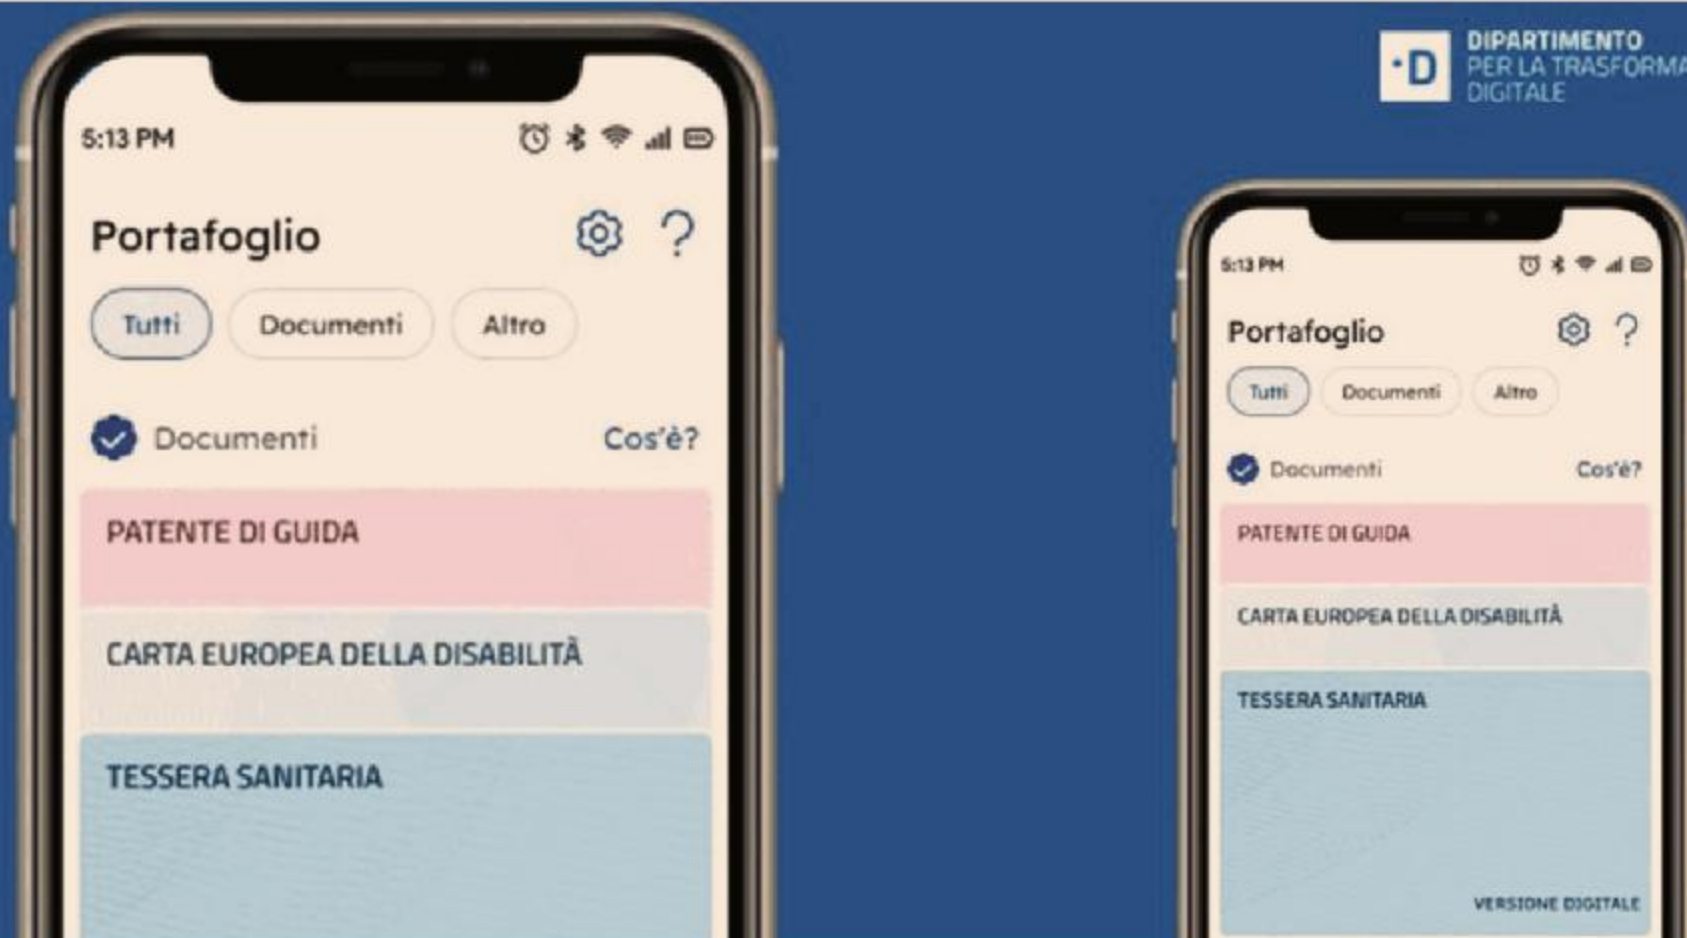 5:13 PM
Portafoglio
?
Tutti
Documenti
Altro
Documenti
Cos'è?
PATENTE DI GUIDA
CARTA EUROPEA DELLA DISABILITÀ
TESSERA SANITARIA
·D
DIPARTIMENTO
PER LA TRASFORMA
DIGITALE
5:13 PM
Portafoglio
?
Tutti
Documenti
Altro
Documenti
Cos'è?
PATENTE DI GUIDA
CARTA EUROPEA DELLA DISABILITÀ
TESSERA SANITARIA
VERSIONE DIGITALE